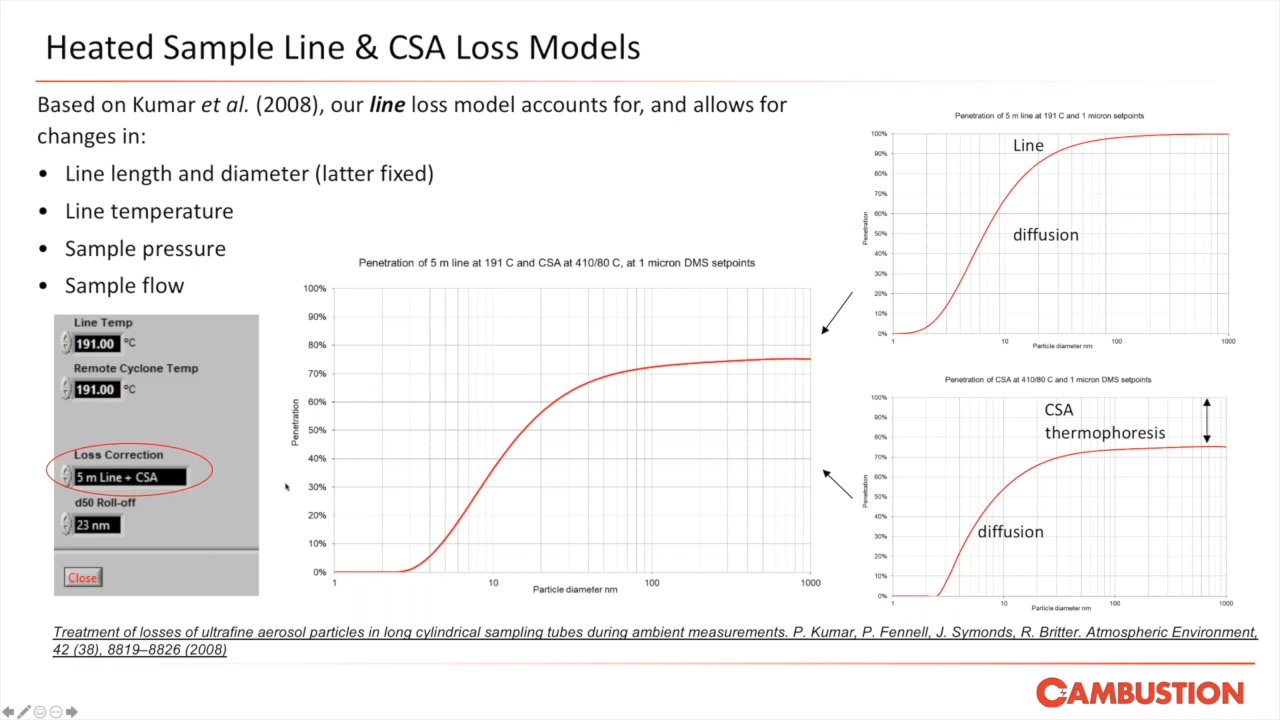 Heated Sample Line & CSA Loss Models
Based on Kumar et al. (2008), our line loss model accounts for, and allows for
changes in:
• Line length and diameter (latter fixed)
• Line temperature
• Sample pressure
• Sample flow
Line Temp
191.00 °C
Remote Cyclone Temp
191.00 °C
Loss Correction
5 m Line + CSA
d50 Roll-off
23 nm
Close
Penetration of 5 m line at 191 C and CSA at 410/80 C, at 1 micron DMS setpoints
100%
90%
80%
70%
60%
50%
40%
30%
20%
10%
0%
Penetration
1 10 100 1000
Particle diameter nm
Penetration of 5 m line at 191 C and 1 micron setpoints
100%
90%
80%
70%
60%
50%
40%
30%
20%
10%
0%
Penetration
Line
diffusion
1 10 100 1000
Particle diameter nm
Penetration of CSA at 410/80 C and 1 micron DMS setpoints
100%
90%
80%
70%
60%
50%
40%
30%
20%
10%
0%
Penetration
CSA
thermophoresis
diffusion
1 10 100 1000
Particle diameter nm
Treatment of losses of ultrafine aerosol particles in long cylindrical sampling tubes during ambient measurements. P. Kumar, P. Fennell, J. Symonds, R. Britter. Atmospheric Environment,
42 (38), 8819–8826 (2008)
CAMBUSTION